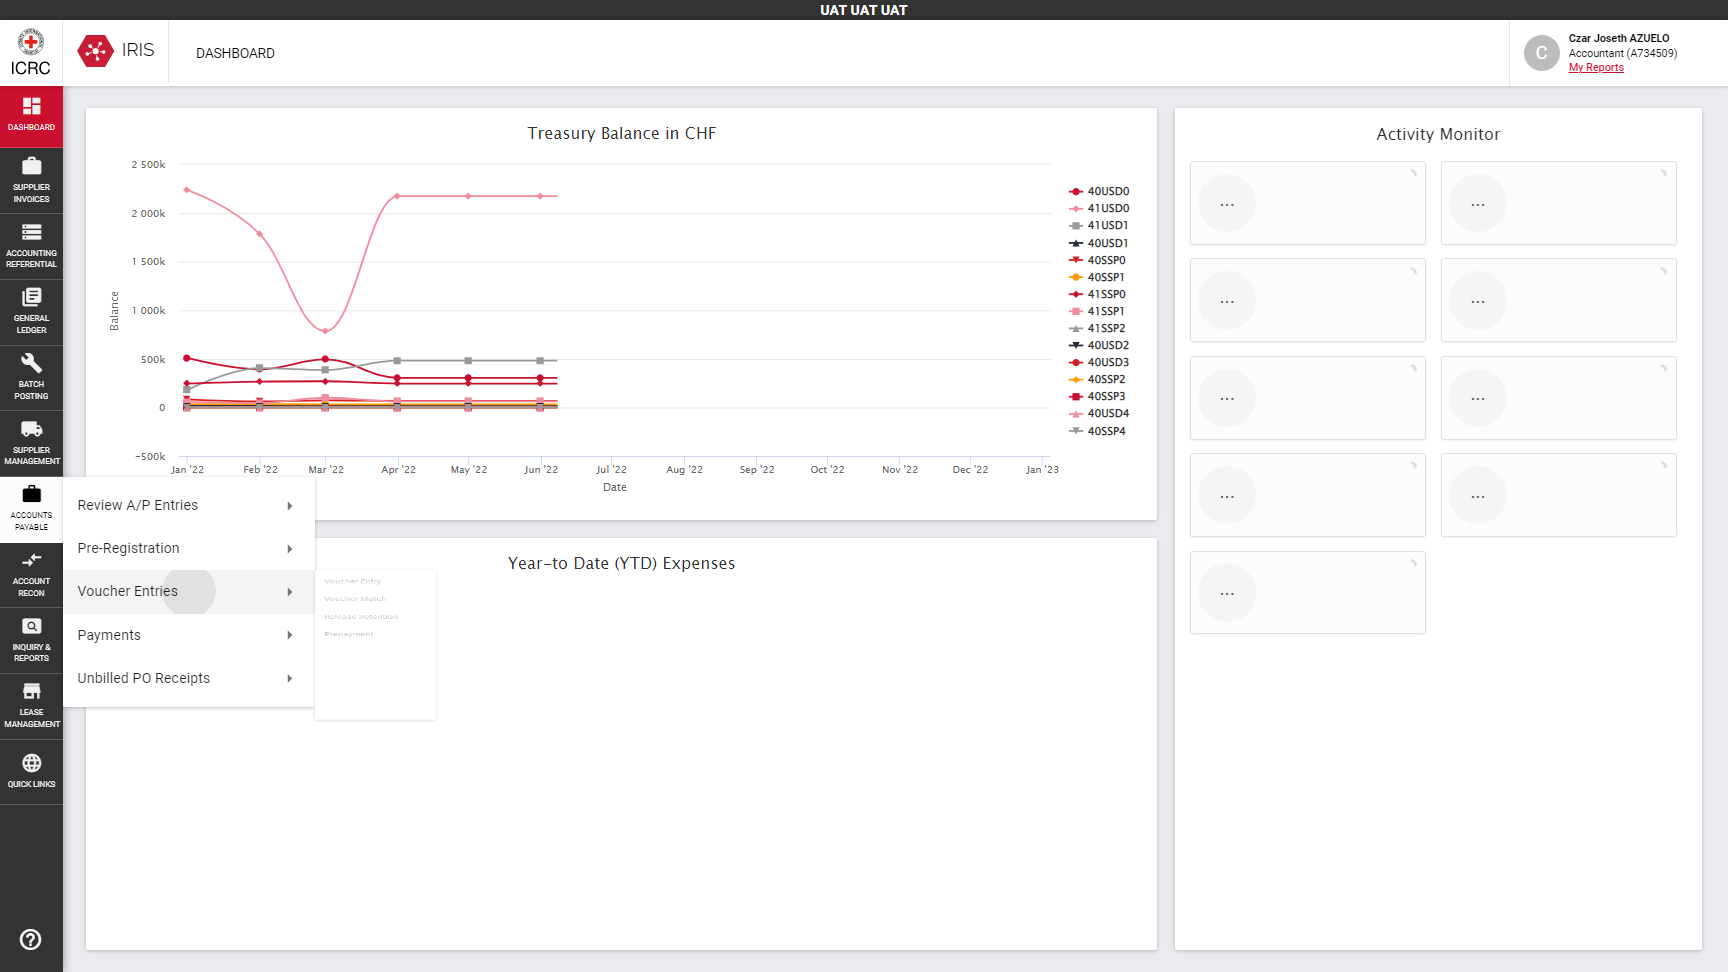 UAT UAT UAT
ICRC
IRIS
DASHBOARD
C
Czar Joseth AZUELO
Accountant (A734509)
My Reports
DASHBOARD
SUPPLIER
INVOICES
ACCOUNTING
REFERENTIAL
GENERAL
LEDGER
BATCH
POSTING
SUPPLIER
MANAGEMENT
ACCOUNTS
PAYABLE
ACCOUNT
RECON
INQUIRY &
REPORTS
LEASE
MANAGEMENT
QUICK LINKS
Treasury Balance in CHF
Balance
2 500k
2 000k
1 500k
1 000k
500k
0
-500k
Jan '22
Feb '22
Mar '22
Apr '22
May '22
Jun '22
Jul '22
Aug '22
Sep '22
Oct '22
Nov '22
Dec '22
Jan '23
Date
40USD0
41USD0
41USD1
40USD1
40SSP0
40SSP1
41SSP0
41SSP1
41SSP2
40USD2
40USD3
40SSP2
40SSP3
40USD4
40SSP4
Review A/P Entries
Pre-Registration
Voucher Entries
Payments
Unbilled PO Receipts
Voucher Entry
Voucher Match
Release Retention
Prepayment
Year-to Date (YTD) Expenses
Activity Monitor
...
...
...
...
...
...
...
...
...